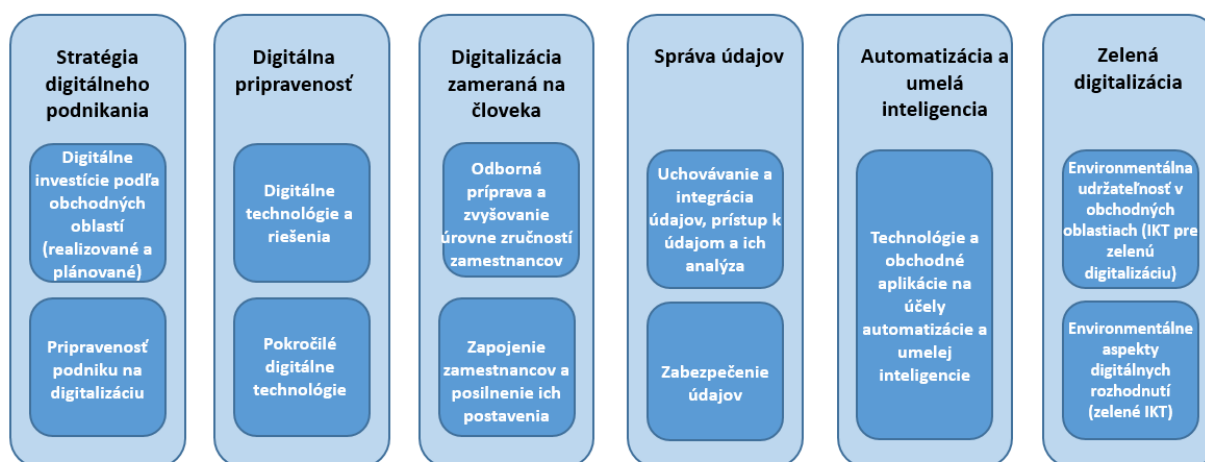 Stratégia
digitálneho
podnikania
Digitálne
investície podľa
obchodných
oblastí
(realizované a
plánované)
Pripravenosť
podniku na
digitalizáciu
Digitálna
pripravenosť
Digitálne
technológie a
riešenia
Pokročilé
digitálne
technológie
Digitalizácia
zameraná na
človeka
Odborná
príprava a
zvyšovanie
úrovne zručností
zamestnancov
Zapojenie
zamestnancov a
posilnenie ich
postavenia
Správa údajov
Uchovávanie a
integrácia
údajov, prístup k
údajom a ich
analýza
Zabezpečenie
údajov
Automatizácia a
umelá
inteligencia
Technológie a
obchodné
aplikácie na
účely
automatizácie a
umelej
inteligencie
Zelená
digitalizácia
Environmentálna
udržateľnosť v
obchodných
oblastiach (IKT pre
zelenú
digitalizáciu)
Environmentálne
aspekty
digitálnych
rozhodnutí
(zelené IKT)